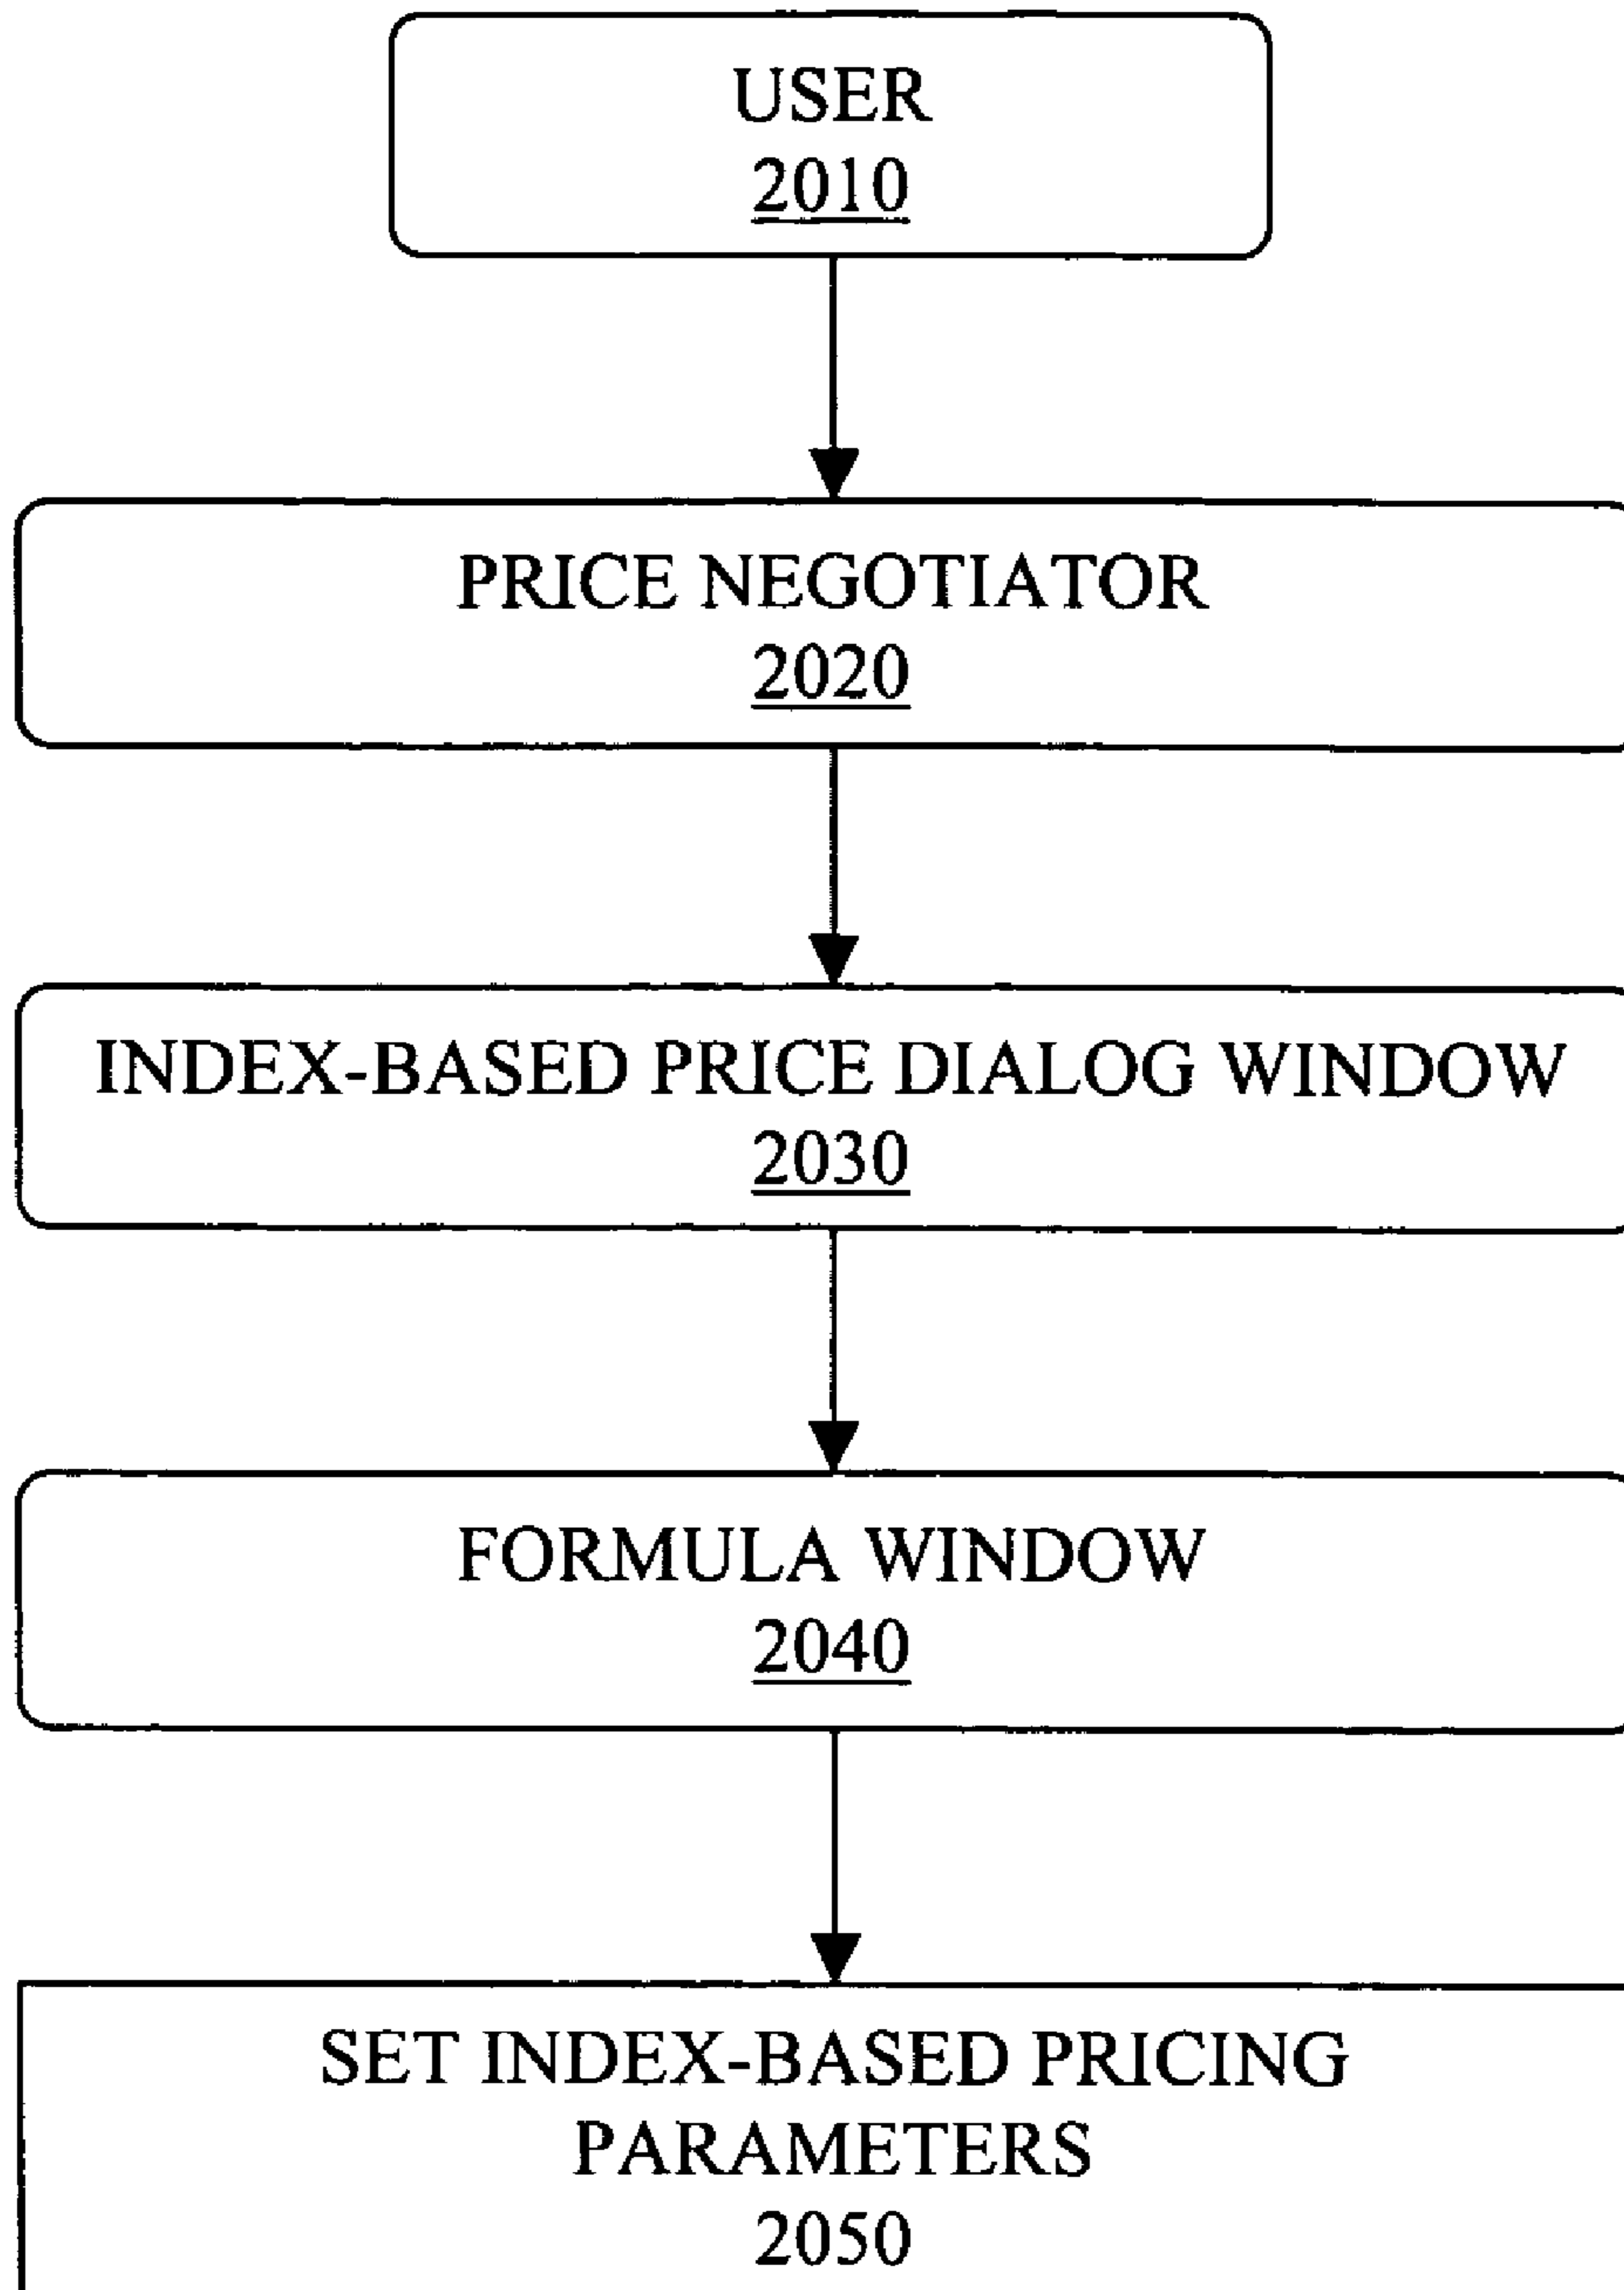 USER
2010
PRICE NEGOTIATOR
2020
INDEX-BASED PRICE DIALOG WINDOW
2030
FORMULA WINDOW
2040
SET INDEX-BASED PRICING
PARAMETERS
2050